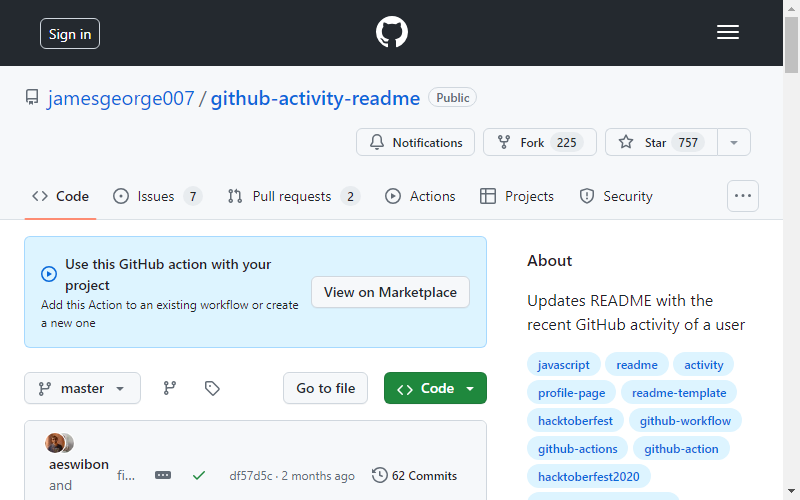 Sign in
jamesgeorge007 / github-activity-readme Public
Notifications Fork 225 Star 757
Code Issues 7 Pull requests 2 Actions Projects Security
Use this GitHub action with your
project
Add this Action to an existing workflow or create
a new one
View on Marketplace
master
Go to file
Code
aeswibon
and
fi...
df57d5c · 2 months ago
62 Commits
About
Updates README with the
recent GitHub activity of a user
javascript readme activity
profile-page readme-template
hacktoberfest github-workflow
github-actions github-action
hacktoberfest2020